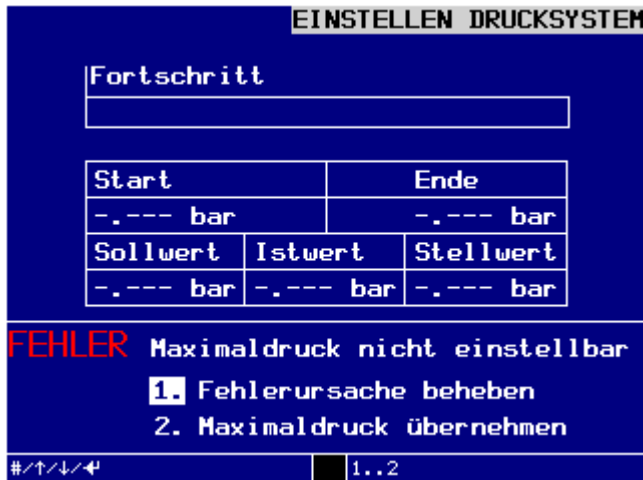 EINSTELLEN DRUCKSYSTEM
Fortschritt
Start Ende
-.--- bar -.--- bar
Sollwert Istwert Stellwert
-.--- bar -.--- bar -.--- bar
FEHLER Maximaldruck nicht einstellbar
1. Fehlerursache beheben
2. Maximaldruck übernehmen
#/↑/↓/↵ 1..2